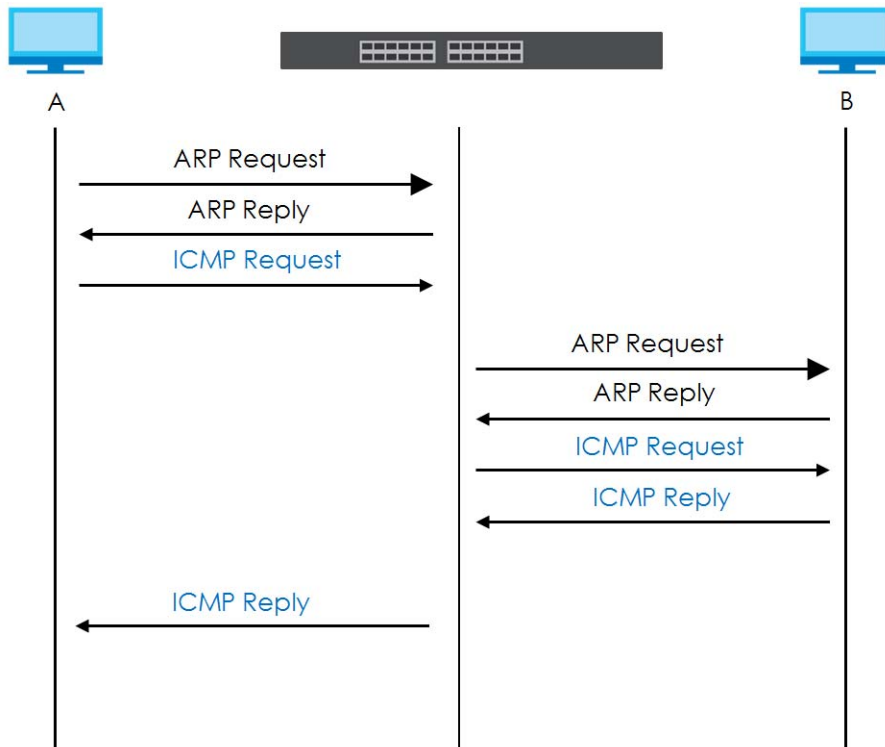 A
B
ARP Request
ARP Reply
ICMP Request
ARP Request
ARP Reply
ICMP Request
ICMP Reply
ICMP Reply